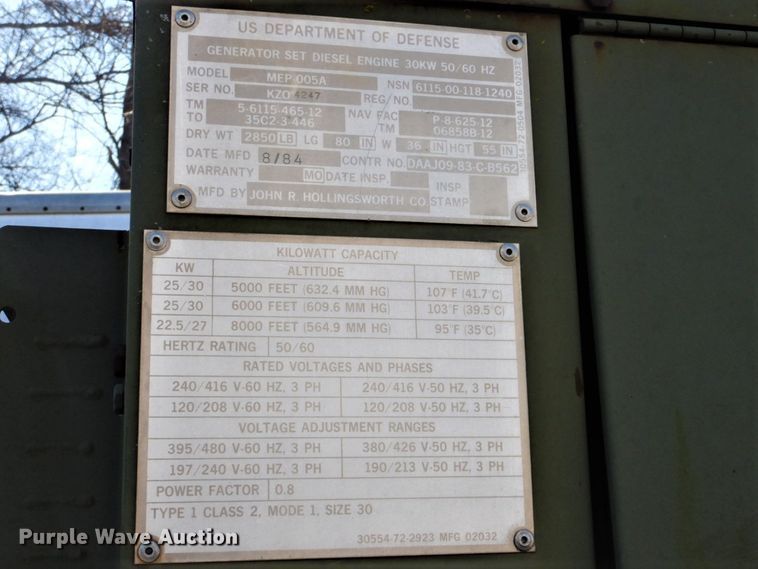 US DEPARTMENT OF DEFENSE
GENERATOR SET DIESEL ENGINE 30KW 50/60 HZ
MODEL MEP 005A NSN 6115-00-118-1240
SER NO. KZO 4247 REG NO.
TM 5-6115-465-12 NAV FAC P-8-625-12
TO 35C2-3-446 TM 06858B-12
DRY WT 2850 LB LG 80 IN W 36 IN HGT 55 IN
DATE MFD 8/84 CONTR NO. DAAJ09-83-C-B562
WARRANTY MO DATE INSP. INSP
MFD BY JOHN R. HOLLINGSWORTH CO. STAMP
30554-72-0504 MFG 02032
KILOWATT CAPACITY
KW ALTITUDE TEMP
25/30 5000 FEET (632.4 MM HG) 107°F (41.7°C)
25/30 6000 FEET (609.6 MM HG) 103°F (39.5°C)
22.5/27 8000 FEET (564.9 MM HG) 95°F (35°C)
HERTZ RATING 50/60
RATED VOLTAGES AND PHASES
240/416 V-60 HZ, 3 PH 240/416 V-50 HZ, 3 PH
120/208 V-60 HZ, 3 PH 120/208 V-50 HZ, 3 PH
VOLTAGE ADJUSTMENT RANGES
395/480 V-60 HZ, 3 PH 380/426 V-50 HZ, 3 PH
197/240 V-60 HZ, 3 PH 190/213 V-50 HZ, 3 PH
POWER FACTOR 0.8
TYPE 1 CLASS 2, MODE 1, SIZE 30
30554-72-2923 MFG 02032
Purple Wave Auction